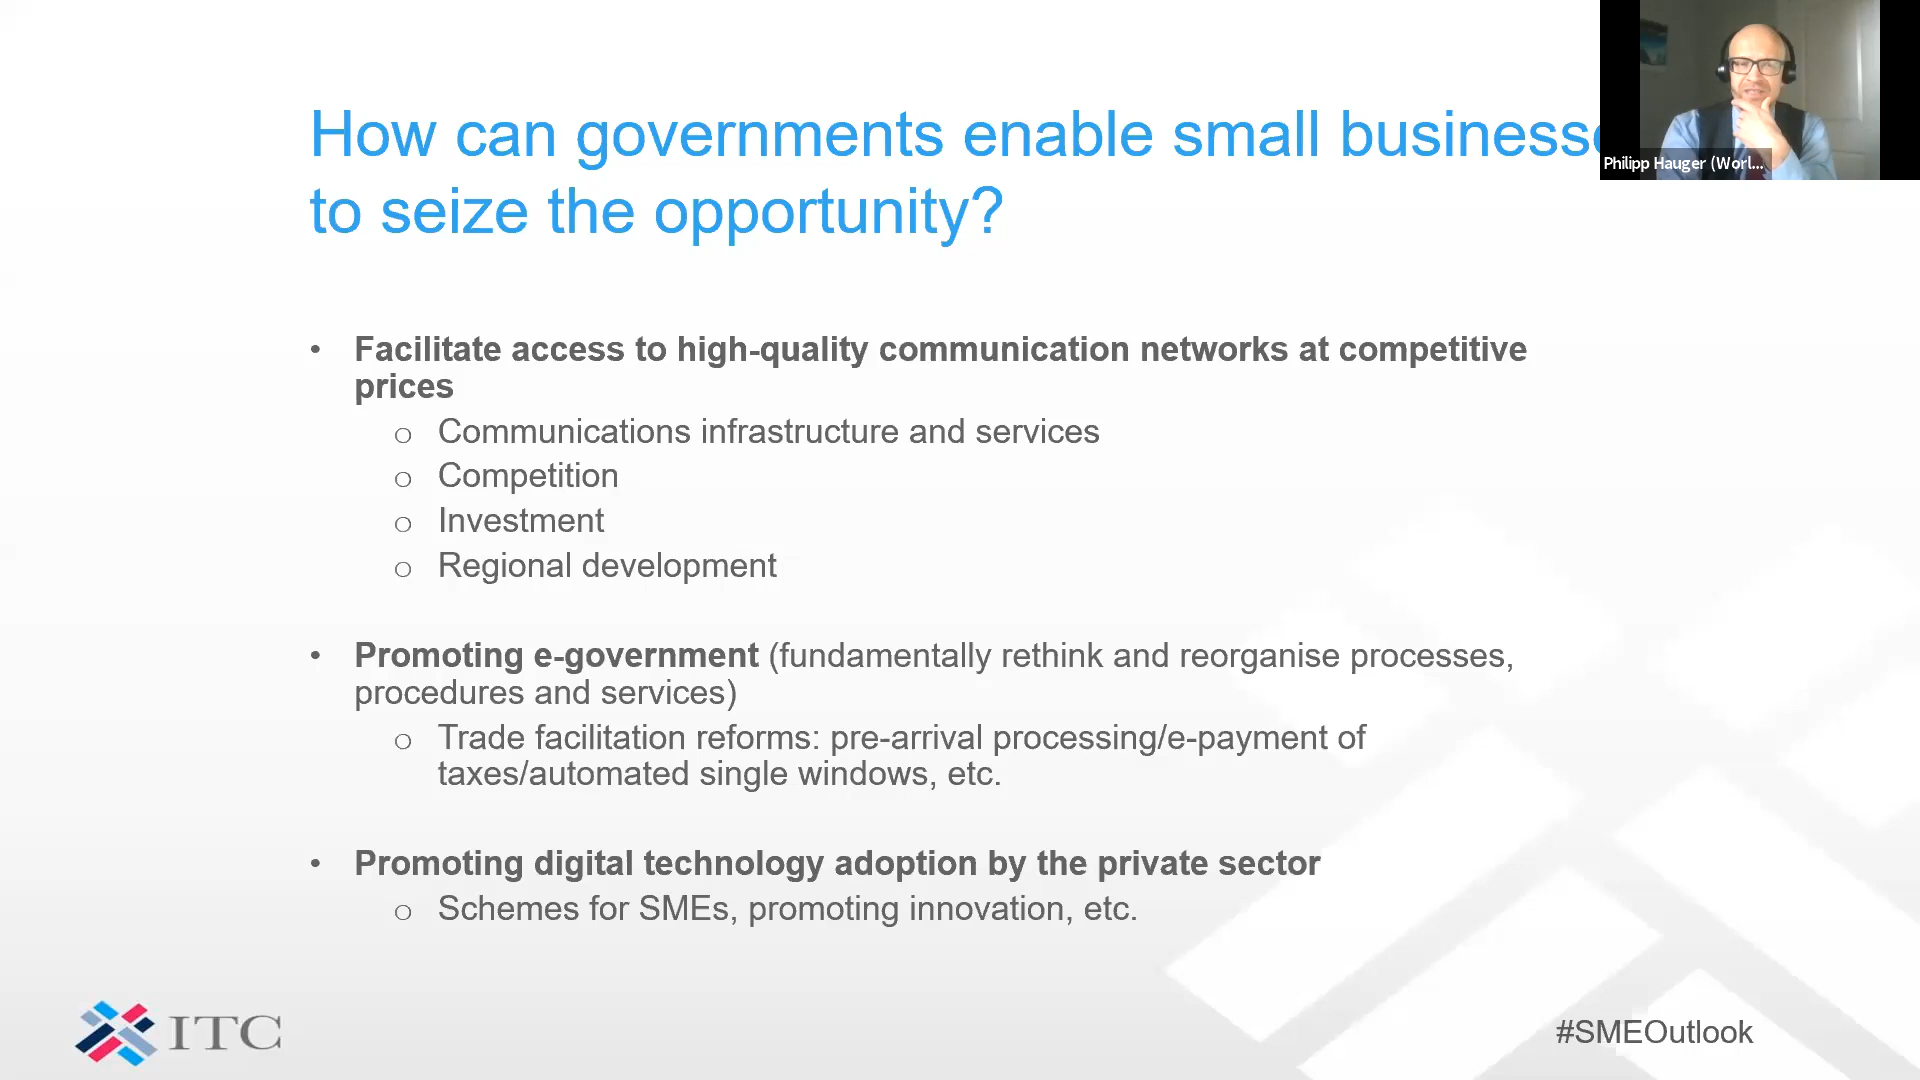 How can governments enable small business
to seize the opportunity?
Philipp Hauger (Worl...
• Facilitate access to high-quality communication networks at competitive
prices
o Communications infrastructure and services
o Competition
o Investment
o Regional development
• Promoting e-government (fundamentally rethink and reorganise processes,
procedures and services)
o Trade facilitation reforms: pre-arrival processing/e-payment of
taxes/automated single windows, etc.
• Promoting digital technology adoption by the private sector
o Schemes for SMEs, promoting innovation, etc.
ITC
#SMEOutlook